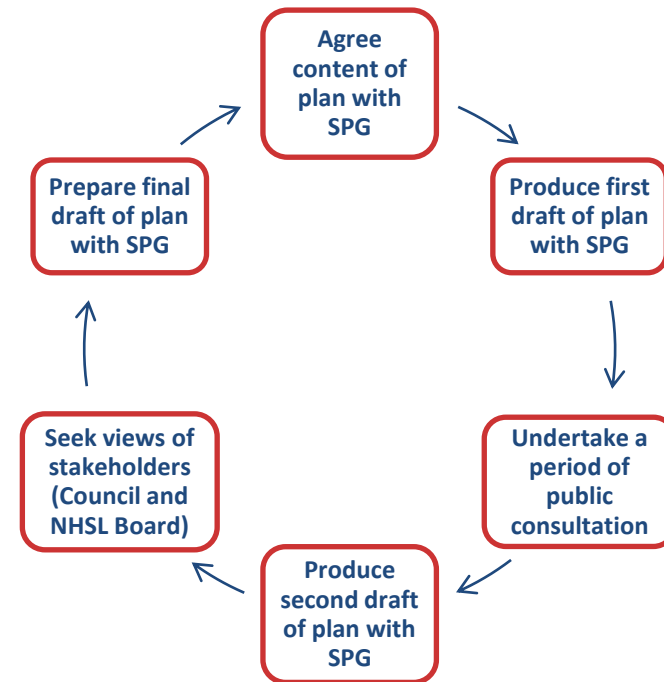 Agree
content of
plan with
SPG
Produce first
draft of plan
with SPG
Undertake a
period of
public
consultation
Produce
second draft
of plan with
SPG
Seek views of
stakeholders
(Council and
NHSL Board)
Prepare final
draft of plan
with SPG